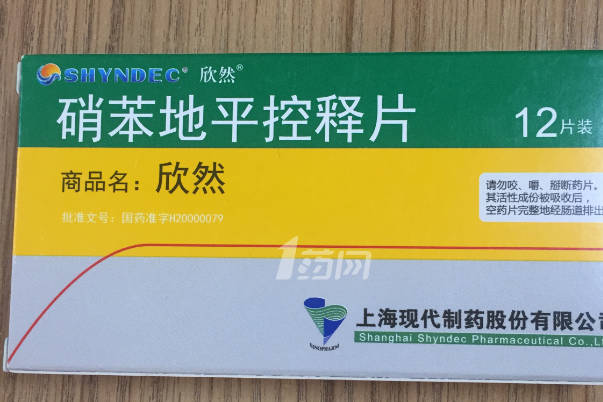 SHYNDEC® 欣然®
硝苯地平控释片 12片装
商品名：欣然
批准文号：国药准字H20000079
请勿咬、嚼、掰断药片。
其活性成份被吸收后，
空药片完整地经肠道排出
1药网
上海现代制药股份有限公司
Shanghai Shyndec Pharmaceutical Co.,L
SINOPHARM